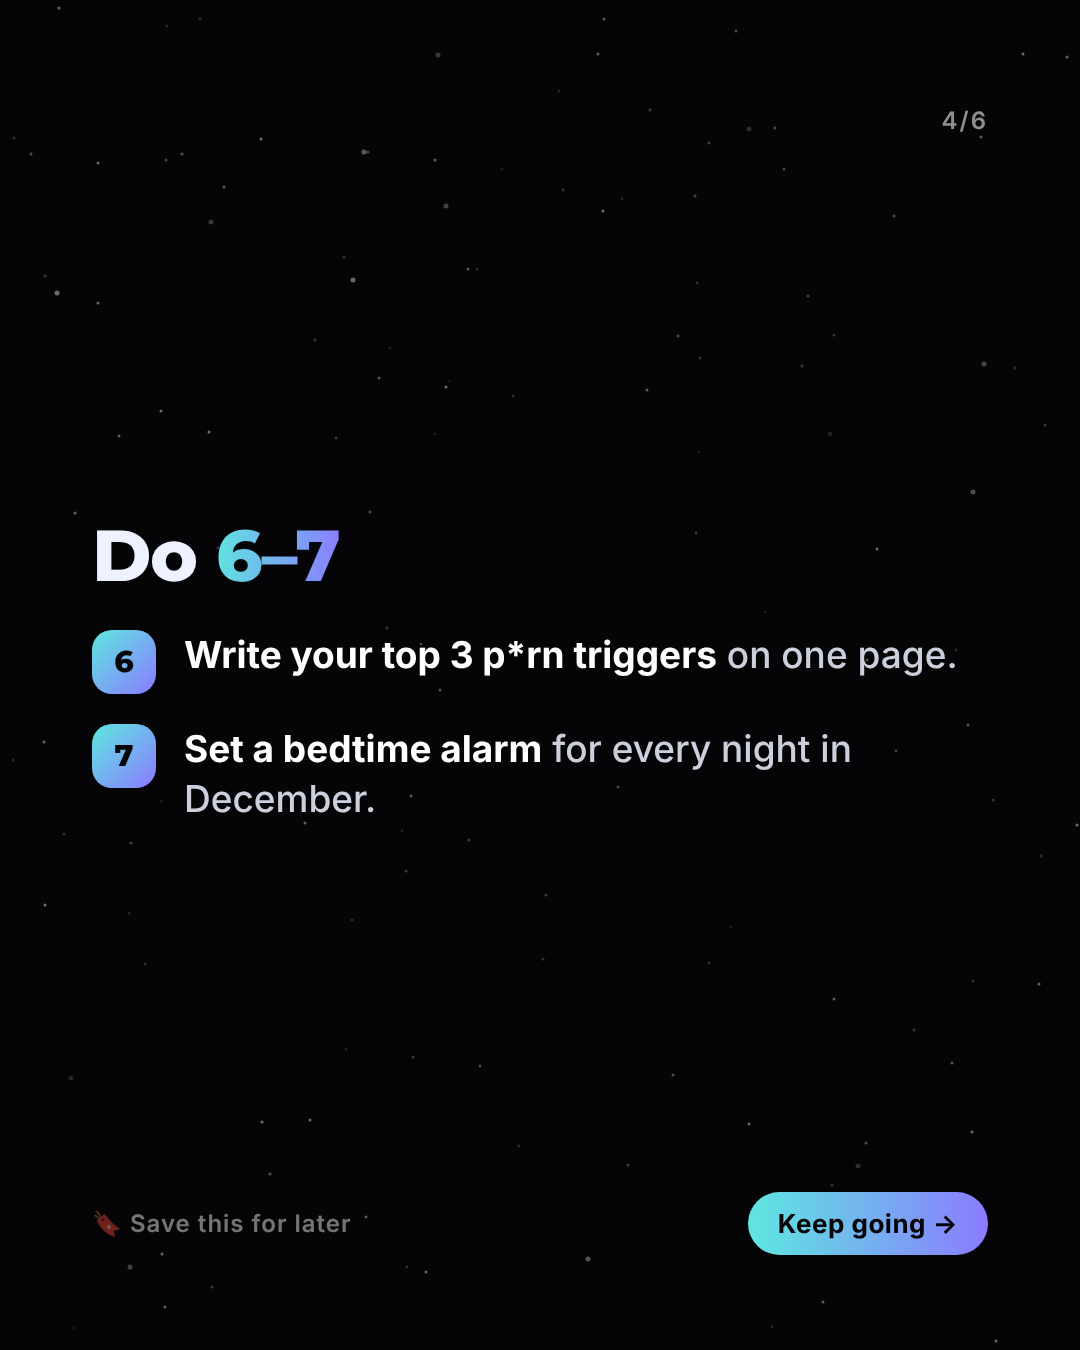 4/6
Do 6–7
6 Write your top 3 p*rn triggers on one page.
7 Set a bedtime alarm for every night in
December.
🔖 Save this for later
Keep going →